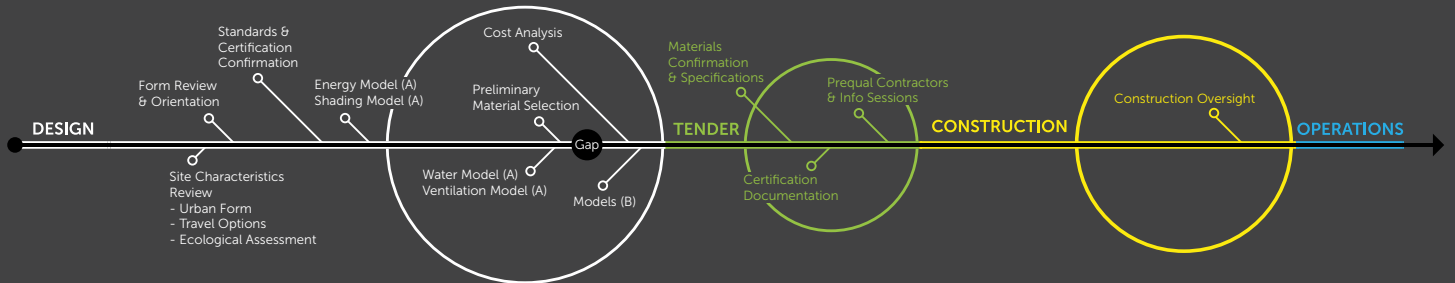 DESIGN
Form Review
& Orientation
Site Characteristics
Review
- Urban Form
- Travel Options
- Ecological Assessment
Standards &
Certification
Confirmation
Energy Model (A)
Shading Model (A)
Cost Analysis
Preliminary
Material Selection
Gap
Water Model (A)
Ventilation Model (A)
Models (B)
TENDER
Materials
Confirmation
& Specifications
Certification
Documentation
Prequal Contractors
& Info Sessions
CONSTRUCTION
Construction Oversight
OPERATIONS